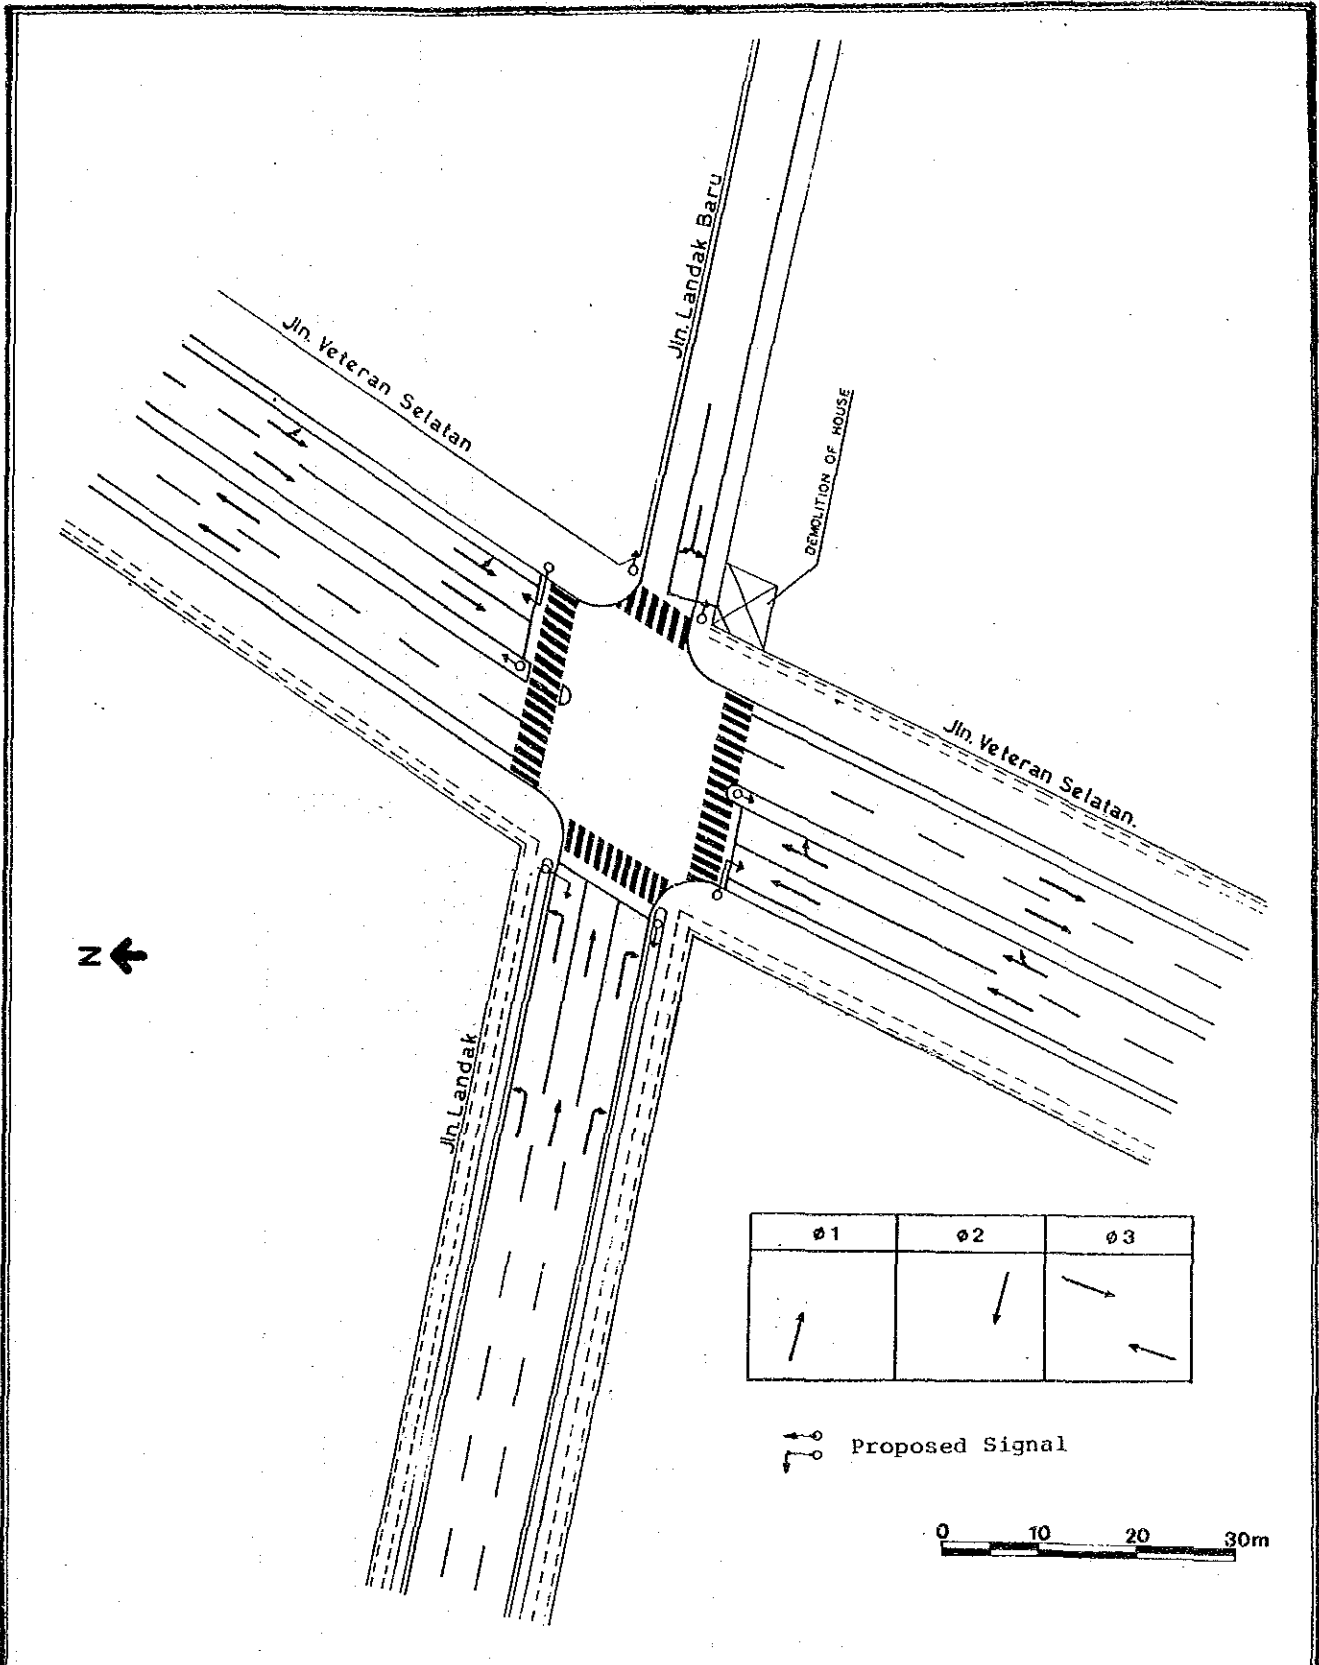 Jln. Landak Baru
Jln. Veteran Selatan
DEMOLITION OF HOUSE
Jln. Veteran Selatan.
N
Jln. Landak
ø1 ø2 ø3
Proposed Signal
0 10 20 30m